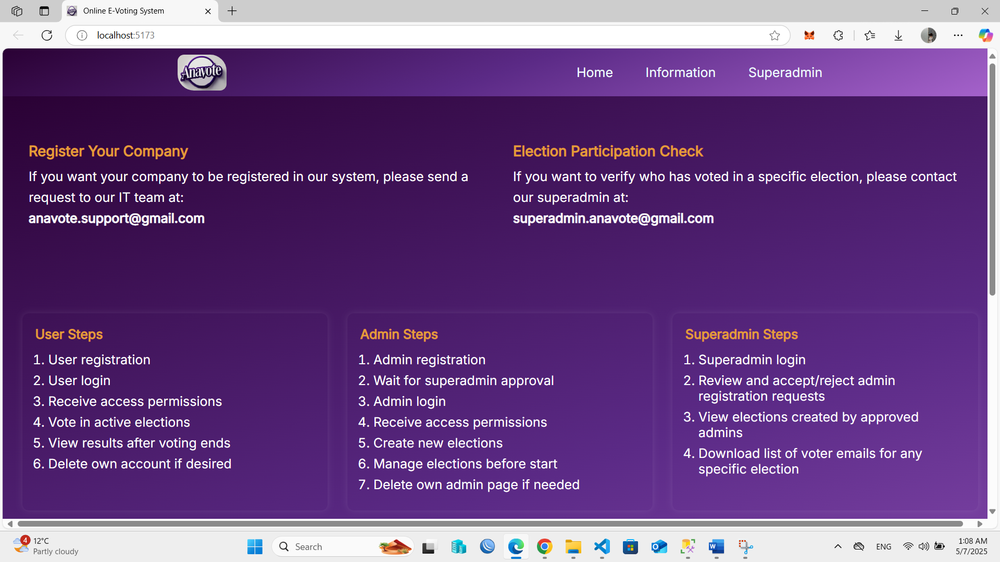 Online E-Voting System
localhost:5173
Anavote
Home
Information
Superadmin
Register Your Company
If you want your company to be registered in our system, please send a
request to our IT team at:
anavote.support@gmail.com
Election Participation Check
If you want to verify who has voted in a specific election, please contact
our superadmin at:
superadmin.anavote@gmail.com
User Steps
1. User registration
2. User login
3. Receive access permissions
4. Vote in active elections
5. View results after voting ends
6. Delete own account if desired
Admin Steps
1. Admin registration
2. Wait for superadmin approval
3. Admin login
4. Receive access permissions
5. Create new elections
6. Manage elections before start
7. Delete own admin page if needed
Superadmin Steps
1. Superadmin login
2. Review and accept/reject admin
registration requests
3. View elections created by approved
admins
4. Download list of voter emails for any
specific election
4
12°C
Partly cloudy
Search
ENG
1:08 AM
5/7/2025